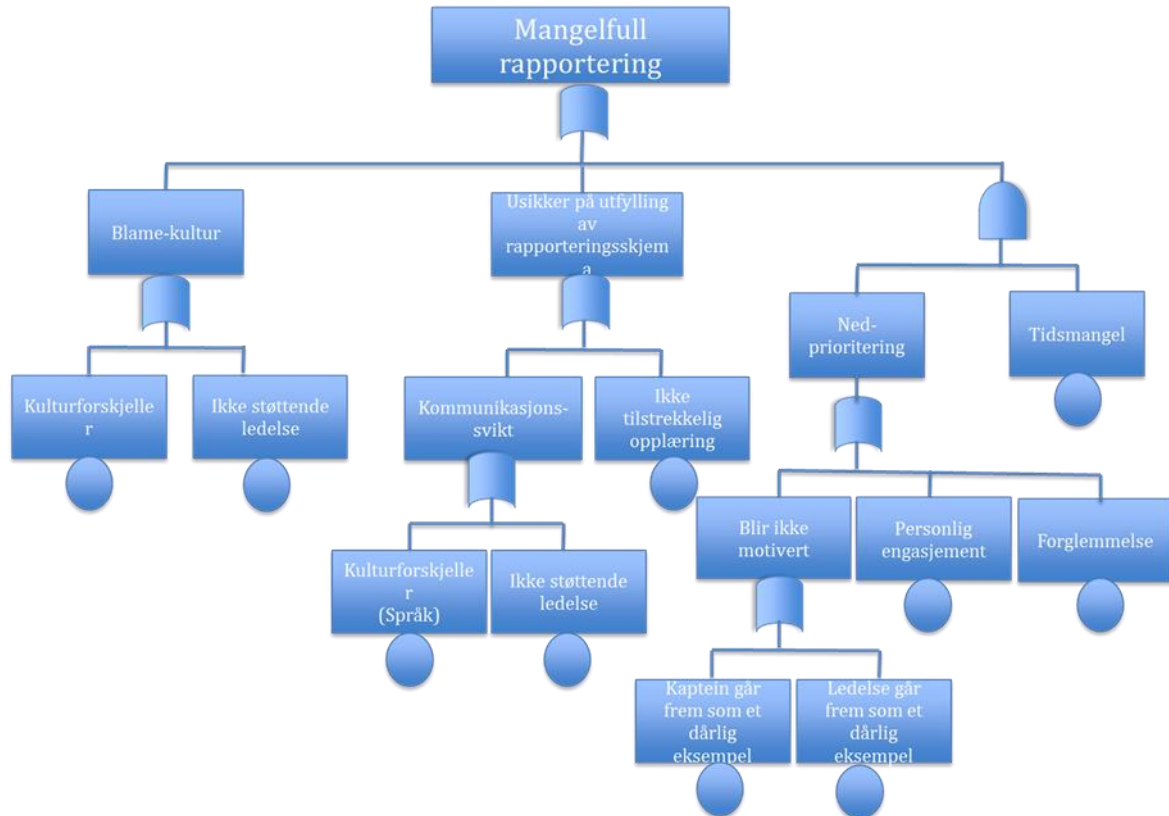 Mangelfull
rapportering
Blame-kultur
Usikker på utfylling
av
rapporteringsskjem
a
Ned-
prioritering
Tidsmangel
Kulturforskjelle
r
Ikke støttende
ledelse
Kommunikasjons-
svikt
Ikke
tilstrekkelig
opplæring
Blir ikke
motivert
Personlig
engasjement
Forglemmelse
Kulturforskjelle
r
(Språk)
Ikke støttende
ledelse
Kaptein går
frem som et
dårlig
eksempel
Ledelse går
frem som et
dårlig
eksempel